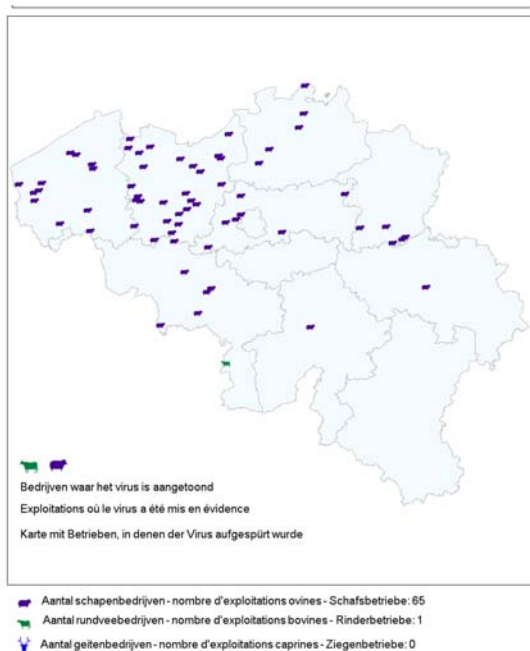 Bedrijven waar het virus is aangetoond
Exploitations où le virus a été mis en évidence
Karte mit Betrieben, in denen der Virus aufgespürt wurde
Aantal schapenbedrijven - nombre d'exploitations ovines - Schafsbetriebe: 65
Aantal rundveebedrijven - nombre d'exploitations bovines - Rinderbetriebe: 1
Aantal geitenbedrijven - nombre d'exploitations caprines - Ziegenbetriebe: 0